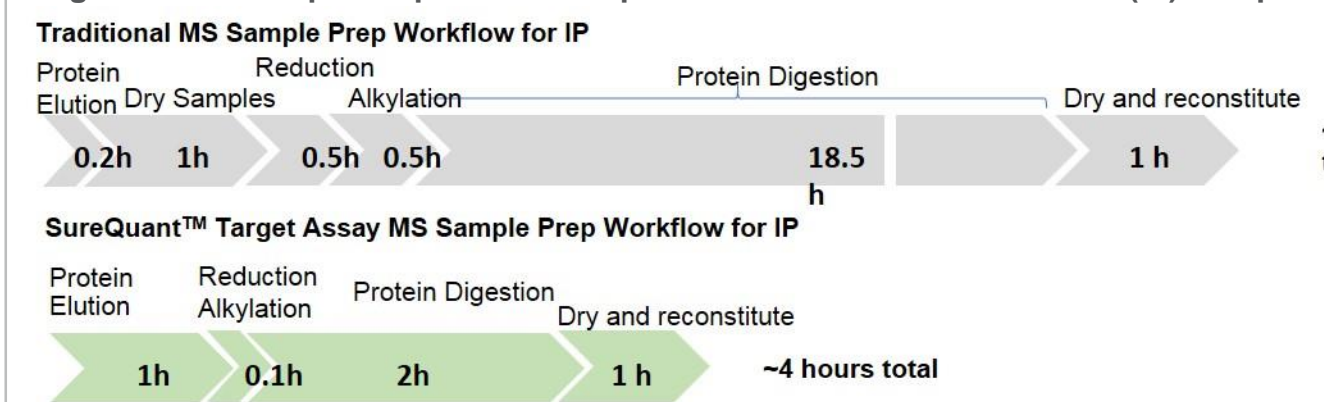 Traditional MS Sample Prep Workflow for IP
Protein Elution
Dry Samples
Reduction
Alkylation
Protein Digestion
Dry and reconstitute
0.2h 1h 0.5h 0.5h 18.5 h 1 h
SureQuant™ Target Assay MS Sample Prep Workflow for IP
Protein Elution
Reduction Alkylation
Protein Digestion
Dry and reconstitute
1h 0.1h 2h 1 h ~4 hours total